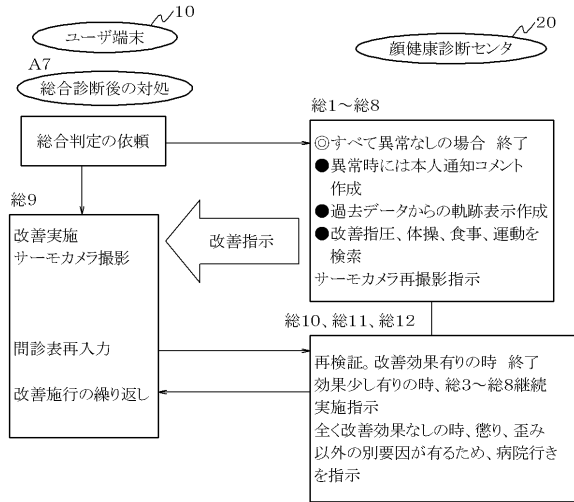 10
ユーザ端末
20
顔健康診断センタ
A7
総合診断後の対処
総1～総8
総合判定の依頼
◎すべて異常なしの場合 終了
●異常時には本人通知コメント
作成
●過去データからの軌跡表示作成
●改善指圧、体操、食事、運動を
検索
サーモカメラ再撮影指示
改善指示
総9
改善実施
サーモカメラ撮影
問診表再入力
改善施行の繰り返し
総10、総11、総12
再検証。改善効果有りの時 終了
効果少し有りの時、総3～総8継続
実施指示
全く改善効果なしの時、懲り、歪み
以外の別要因が有るため、病院行き
を指示